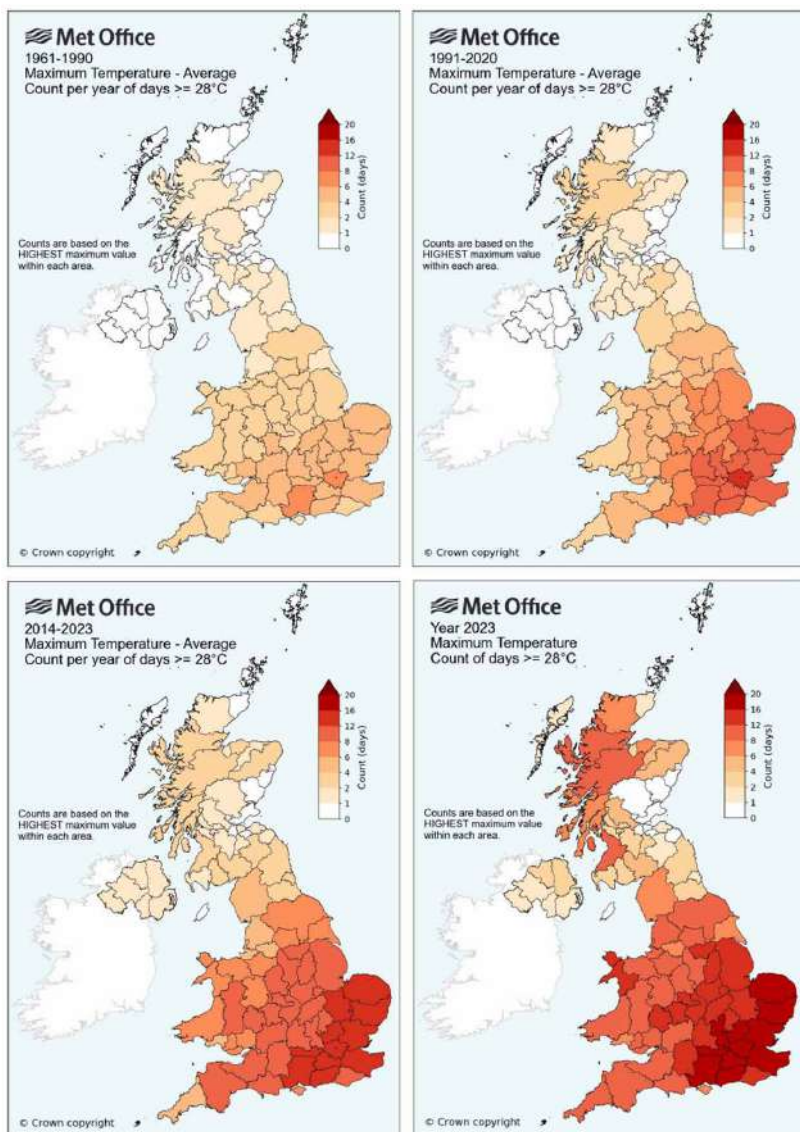 Met Office
1961-1990
Maximum Temperature - Average
Count per year of days >= 28°C
20
16
12
8
6
4
2
1
0
Count (days)
Counts are based on the
HIGHEST maximum value
within each area.
© Crown copyright
Met Office
1991-2020
Maximum Temperature - Average
Count per year of days >= 28°C
20
16
12
8
6
4
2
1
0
Count (days)
Counts are based on the
HIGHEST maximum value
within each area.
© Crown copyright
Met Office
2014-2023
Maximum Temperature - Average
Count per year of days >= 28°C
20
16
12
8
6
4
2
1
0
Count (days)
Counts are based on the
HIGHEST maximum value
within each area.
© Crown copyright
Met Office
Year 2023
Maximum Temperature
Count of days >= 28°C
20
16
12
8
6
4
2
1
0
Count (days)
Counts are based on the
HIGHEST maximum value
within each area.
© Crown copyright